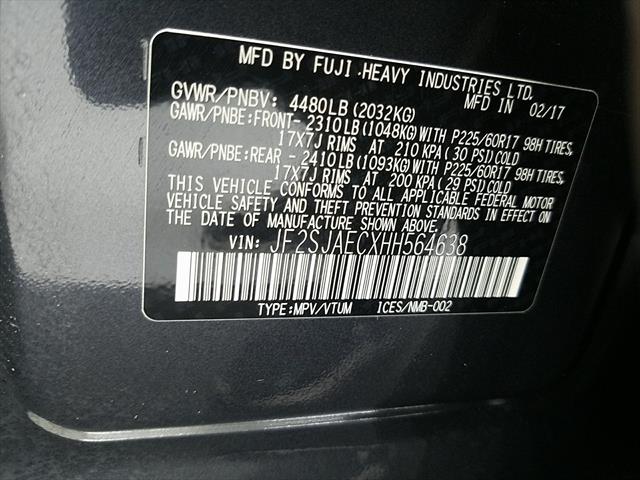 MFD BY FUJI HEAVY INDUSTRIES LTD.
MFD IN 02/17
GVWR/PNBV: 4480LB (2032KG)
GAWR/PNBE:FRONT- 2310LB (1048KG) WITH P225/60R17 98H TIRES,
17X7J RIMS AT 210 KPA (30 PSI) COLD
GAWR/PNBE:REAR - 2410LB (1093KG) WITH P225/60R17 98H TIRES,
17X7J RIMS AT 200 KPA (29 PSI) COLD
THIS VEHICLE CONFORMS TO ALL APPLICABLE FEDERAL MOTOR
VEHICLE SAFETY AND THEFT PREVENTION STANDARDS IN EFFECT ON
THE DATE OF MANUFACTURE SHOWN ABOVE.
VIN: JF2SJAECXHH564638
TYPE:MPV/VTUM ICES/NMB-002